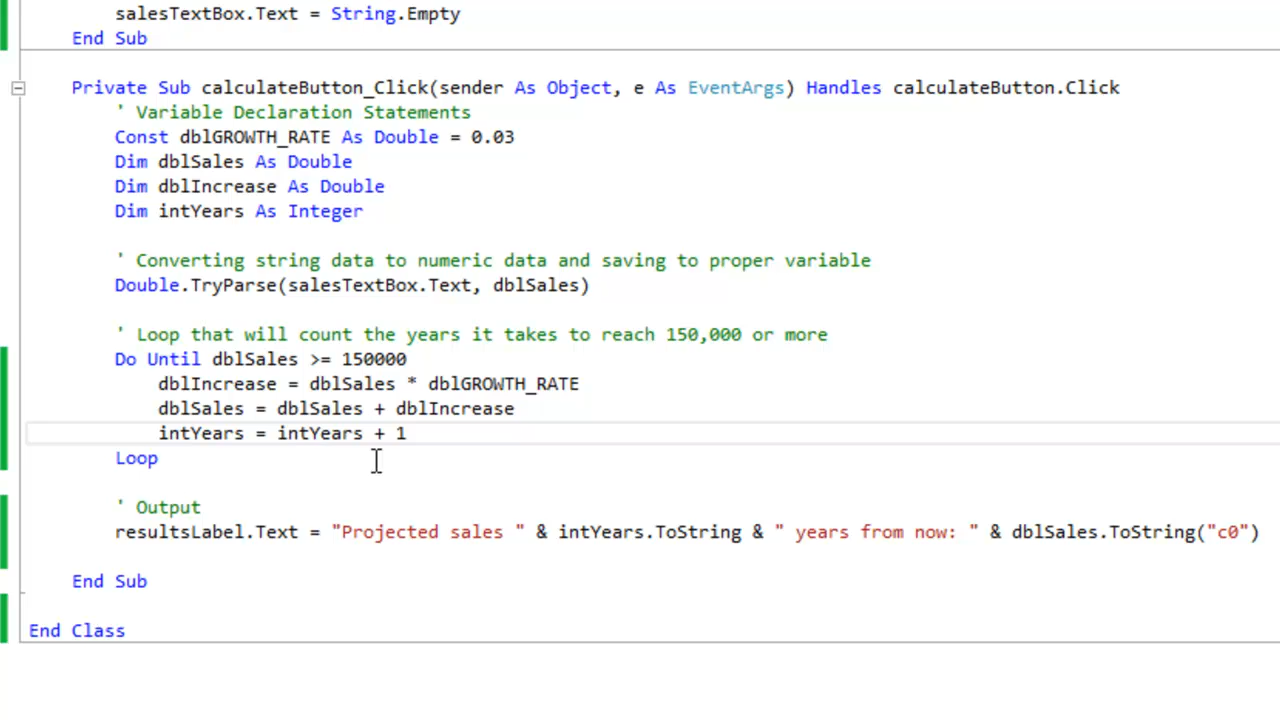 salesTextBox.Text = String.Empty
End Sub
Private Sub calculateButton_Click(sender As Object, e As EventArgs) Handles calculateButton.Click
' Variable Declaration Statements
Const dblGROWTH_RATE As Double = 0.03
Dim dblSales As Double
Dim dblIncrease As Double
Dim intYears As Integer
' Converting string data to numeric data and saving to proper variable
Double.TryParse(salesTextBox.Text, dblSales)
' Loop that will count the years it takes to reach 150,000 or more
Do Until dblSales >= 150000
dblIncrease = dblSales * dblGROWTH_RATE
dblSales = dblSales + dblIncrease
intYears = intYears + 1
Loop
' Output
resultsLabel.Text = "Projected sales " & intYears.ToString & " years from now: " & dblSales.ToString("c0")
End Sub
End Class